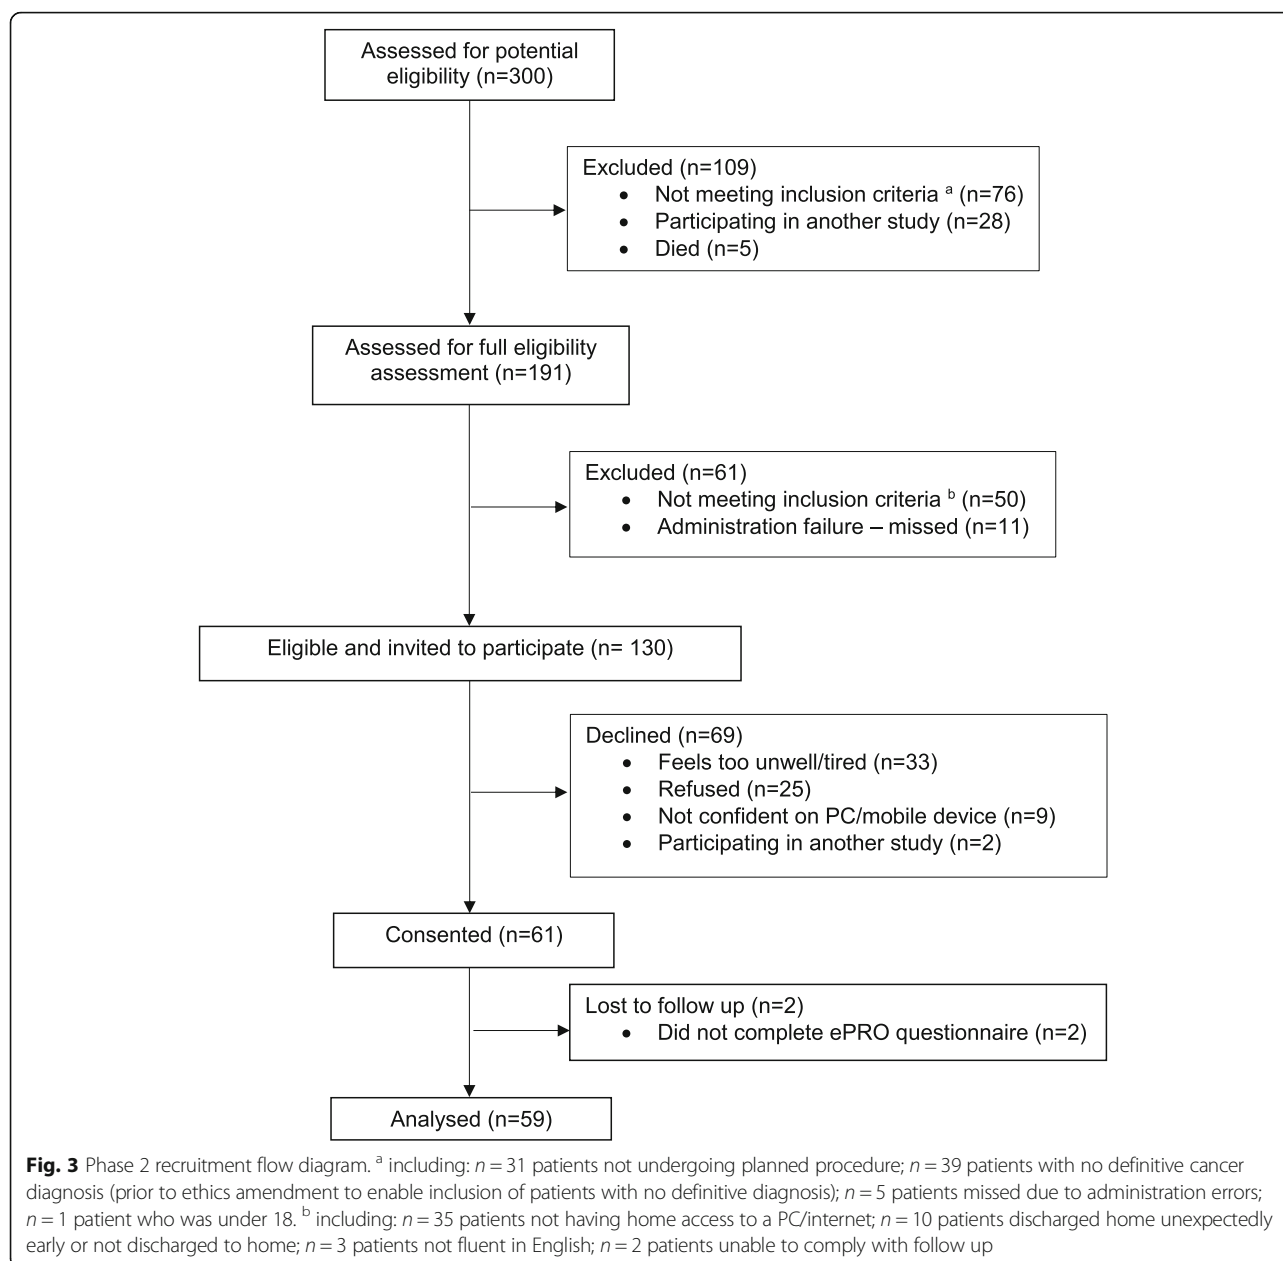 Assessed for potential
eligibility (n=300)
Excluded (n=109)
• Not meeting inclusion criteria a (n=76)
• Participating in another study (n=28)
• Died (n=5)
Assessed for full eligibility
assessment (n=191)
Excluded (n=61)
• Not meeting inclusion criteria b (n=50)
• Administration failure – missed (n=11)
Eligible and invited to participate (n= 130)
Declined (n=69)
• Feels too unwell/tired (n=33)
• Refused (n=25)
• Not confident on PC/mobile device (n=9)
• Participating in another study (n=2)
Consented (n=61)
Lost to follow up (n=2)
• Did not complete ePRO questionnaire (n=2)
Analysed (n=59)
Fig. 3 Phase 2 recruitment flow diagram. a including: n = 31 patients not undergoing planned procedure; n = 39 patients with no definitive cancer
diagnosis (prior to ethics amendment to enable inclusion of patients with no definitive diagnosis); n = 5 patients missed due to administration errors;
n = 1 patient who was under 18. b including: n = 35 patients not having home access to a PC/internet; n = 10 patients discharged home unexpectedly
early or not discharged to home; n = 3 patients not fluent in English; n = 2 patients unable to comply with follow up